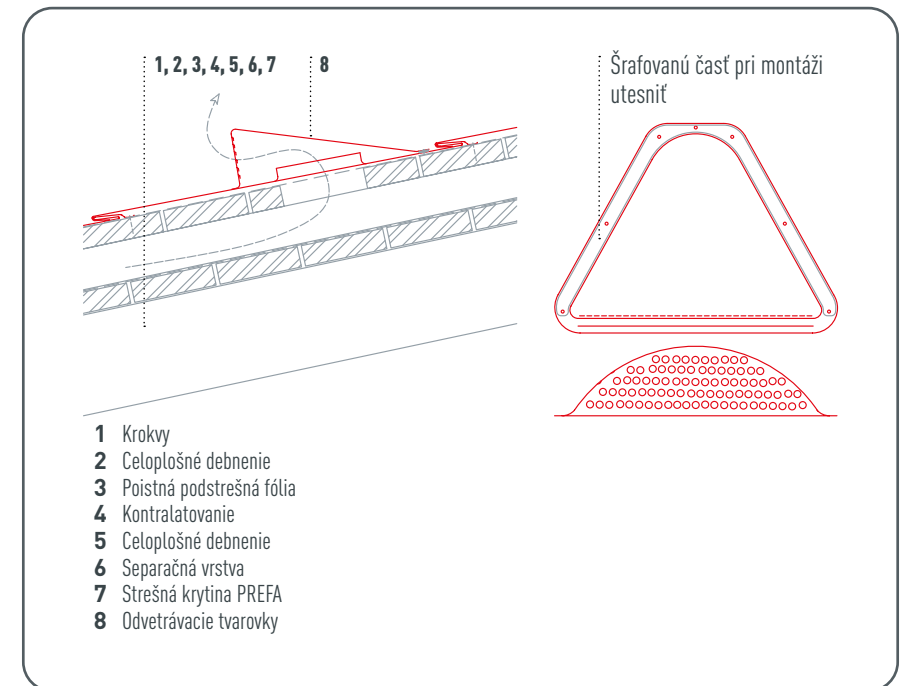 1, 2, 3, 4, 5, 6, 7
8
Šrafovanú časť pri montáži
utesniť
1 Krokvy
2 Celoplošné debnenie
3 Poistná podstrešná fólia
4 Kontralatovanie
5 Celoplošné debnenie
6 Separačná vrstva
7 Strešná krytina PREFA
8 Odvetrávacie tvarovky